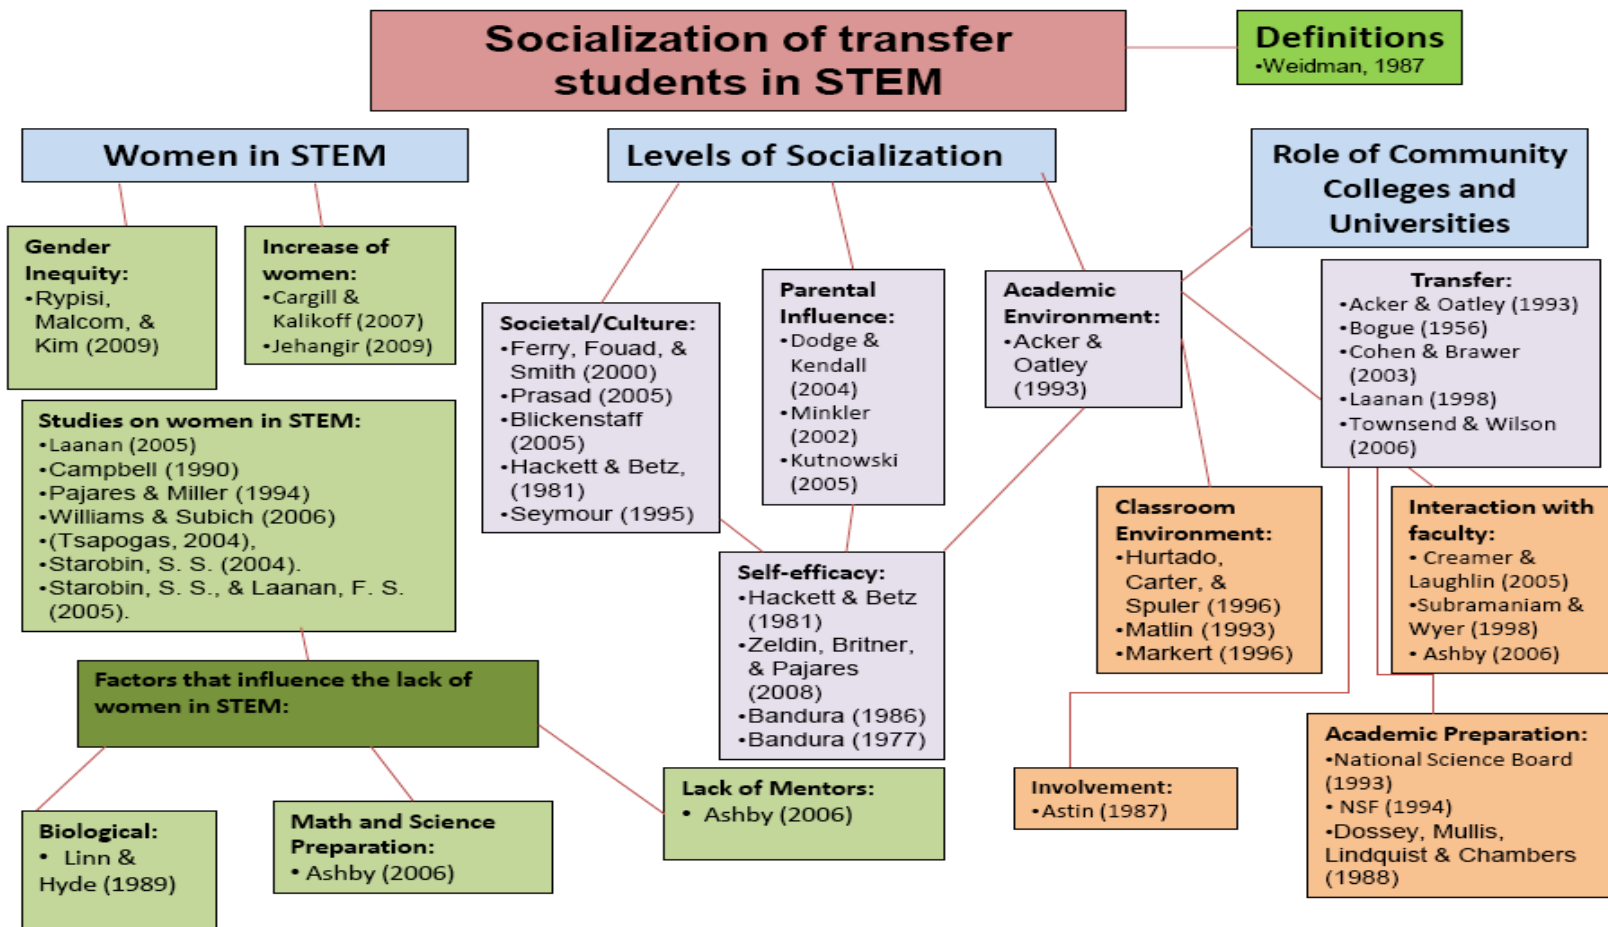 Socialization of transfer
students in STEM
Definitions
•Weidman, 1987
Women in STEM
Levels of Socialization
Role of Community
Colleges and
Universities
Gender
Inequity:
•Rypisi,
Malcom, &
Kim (2009)
Increase of
women:
•Cargill &
Kalikoff (2007)
•Jehangir (2009)
Studies on women in STEM:
•Laanan (2005)
•Campbell (1990)
•Pajares & Miller (1994)
•Williams & Subich (2006)
•(Tsapogas, 2004),
•Starobin, S. S. (2004).
•Starobin, S. S., & Laanan, F. S.
(2005).
Factors that influence the lack of
women in STEM:
Biological:
• Linn &
Hyde (1989)
Math and Science
Preparation:
• Ashby (2006)
Lack of Mentors:
• Ashby (2006)
Societal/Culture:
•Ferry, Fouad, &
Smith (2000)
•Prasad (2005)
•Blickenstaff
(2005)
•Hackett & Betz,
(1981)
•Seymour (1995)
Parental
Influence:
•Dodge &
Kendall
(2004)
•Minkler
(2002)
•Kutnowski
(2005)
Academic
Environment:
•Acker &
Oatley
(1993)
Self-efficacy:
•Hackett & Betz
(1981)
•Zeldin, Britner,
& Pajares
(2008)
•Bandura (1986)
•Bandura (1977)
Transfer:
•Acker & Oatley (1993)
•Bogue (1956)
•Cohen & Brawer
(2003)
•Laanan (1998)
•Townsend & Wilson
(2006)
Classroom
Environment:
•Hurtado,
Carter, &
Spuler (1996)
•Matlin (1993)
•Markert (1996)
Interaction with
faculty:
• Creamer &
Laughlin (2005)
•Subramaniam &
Wyer (1998)
• Ashby (2006)
Involvement:
•Astin (1987)
Academic Preparation:
•National Science Board
(1993)
• NSF (1994)
•Dossey, Mullis,
Lindquist & Chambers
(1988)